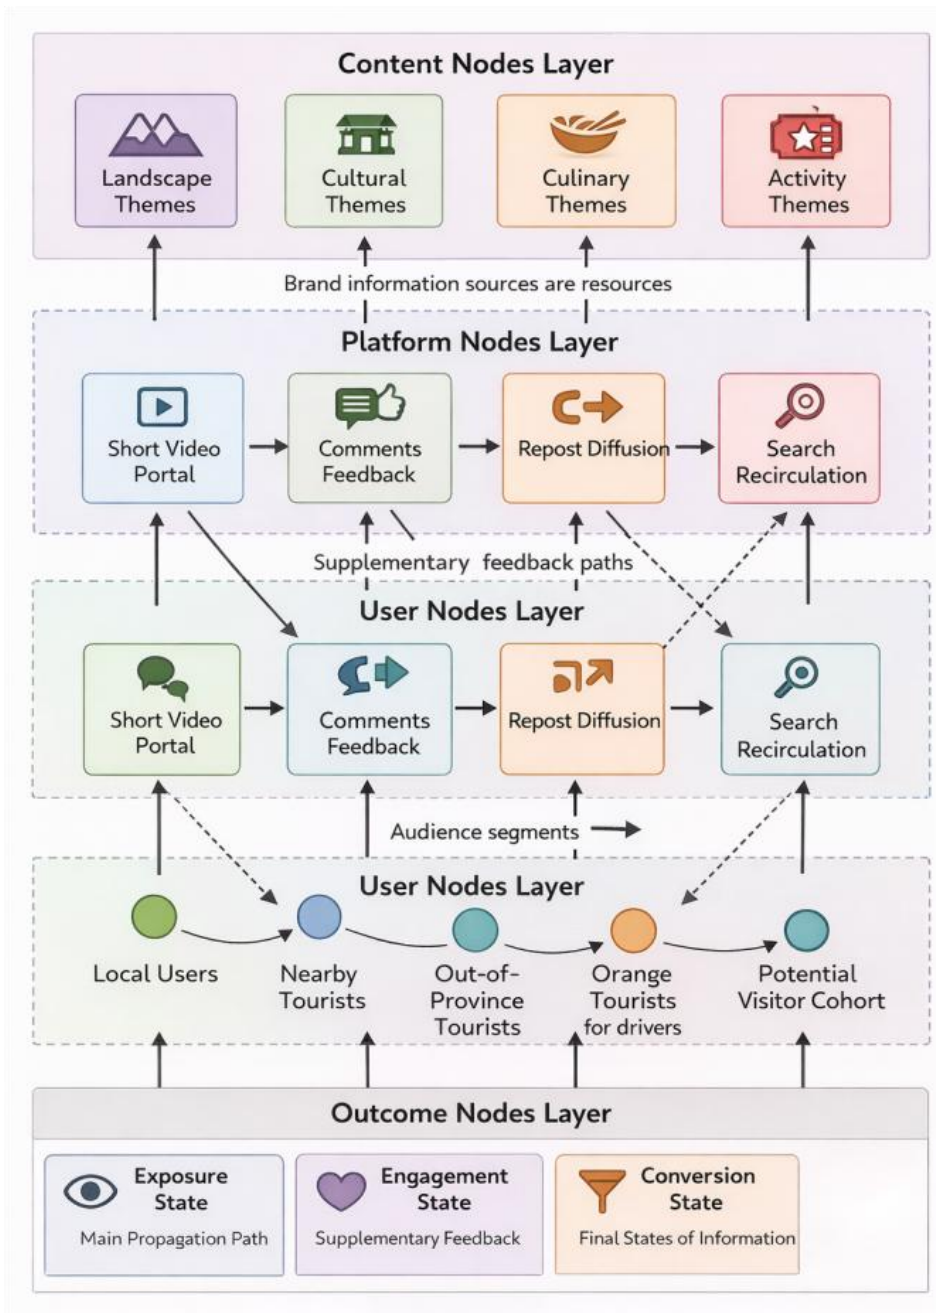 Content Nodes Layer
Landscape
Themes
Cultural
Themes
Culinary
Themes
Activity
Themes
Brand information sources are resources
Platform Nodes Layer
Short Video
Portal
Comments
Feedback
Repost Diffusion
Search
Recirculation
Supplementary feedback paths
User Nodes Layer
Short Video
Portal
Comments
Feedback
Repost Diffusion
Search
Recirculation
Audience segments
User Nodes Layer
Local Users
Nearby
Tourists
Out-of-
Province
Tourists
Orange
Tourists
for drivers
Potential
Visitor Cohort
Outcome Nodes Layer
Exposure
State
Main Propagation Path
Engagement
State
Supplementary Feedback
Conversion
State
Final States of Information